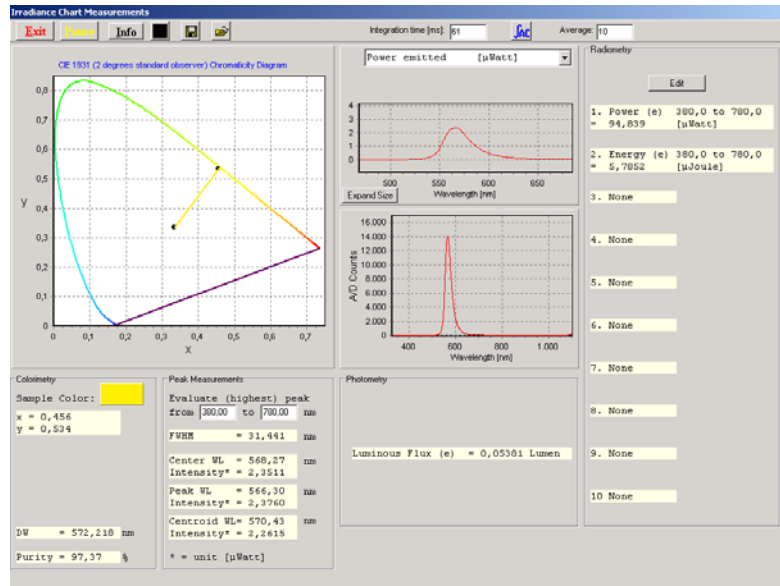 Irradiance Chart Measurements
Exit Pause Info Integration time [ms]: 61 Average: 10
CIE 1931 (2 degrees standard observer) Chromaticity Diagram
0,8
0,7
0,6
0,5
0,4
0,3
0,2
0,1
0
y
0 0,1 0,2 0,3 0,4 0,5 0,6 0,7
x
Power emitted [µWatt]
4
3
2
1
0
500 550 600 650
Expand Size Wavelength [nm]
16.000
14.000
12.000
10.000
8.000
6.000
4.000
2.000
0
A/D Counts
400 600 800 1.000
Wavelength [nm]
Radiometry
Edit
1. Power (e) 380,0 to 780,0
= 94,839 [µWatt]
2. Energy (e) 380,0 to 780,0
= 5,7852 [µJoule]
3. None
4. None
5. None
6. None
7. None
8. None
9. None
10 None
Colorimetry
Sample Color:
x = 0,456
y = 0,534
DW = 572,218 nm
Purity = 97,37 %
Peak Measurements
Evaluate (highest) peak
from 380,00 to 780,00 nm
FWHM = 31,441 nm
Center WL = 568,27 nm
Intensity* = 2,3511
Peak WL = 566,30 nm
Intensity* = 2,3760
Centroid WL= 570,43 nm
Intensity* = 2,2615
* = unit [µWatt]
Photometry
Luminous Flux (e) = 0,05381 Lumen